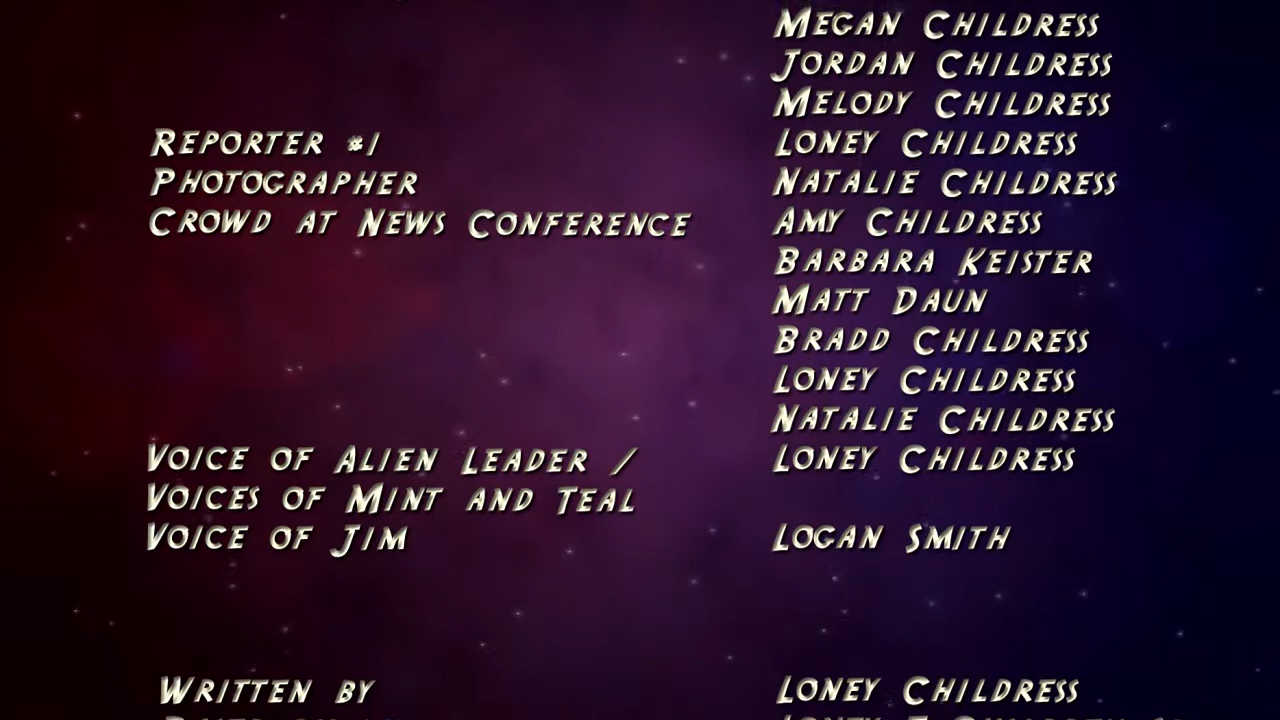 Megan Childress
Jordan Childress
Melody Childress
Reporter #1 Loney Childress
Photographer Natalie Childress
Crowd at News Conference Amy Childress
Barbara Keister
Matt Daun
Bradd Childress
Loney Childress
Natalie Childress
Voice of Alien Leader / Loney Childress
Voices of Mint and Teal
Voice of Jim Logan Smith
Written by Loney Childress